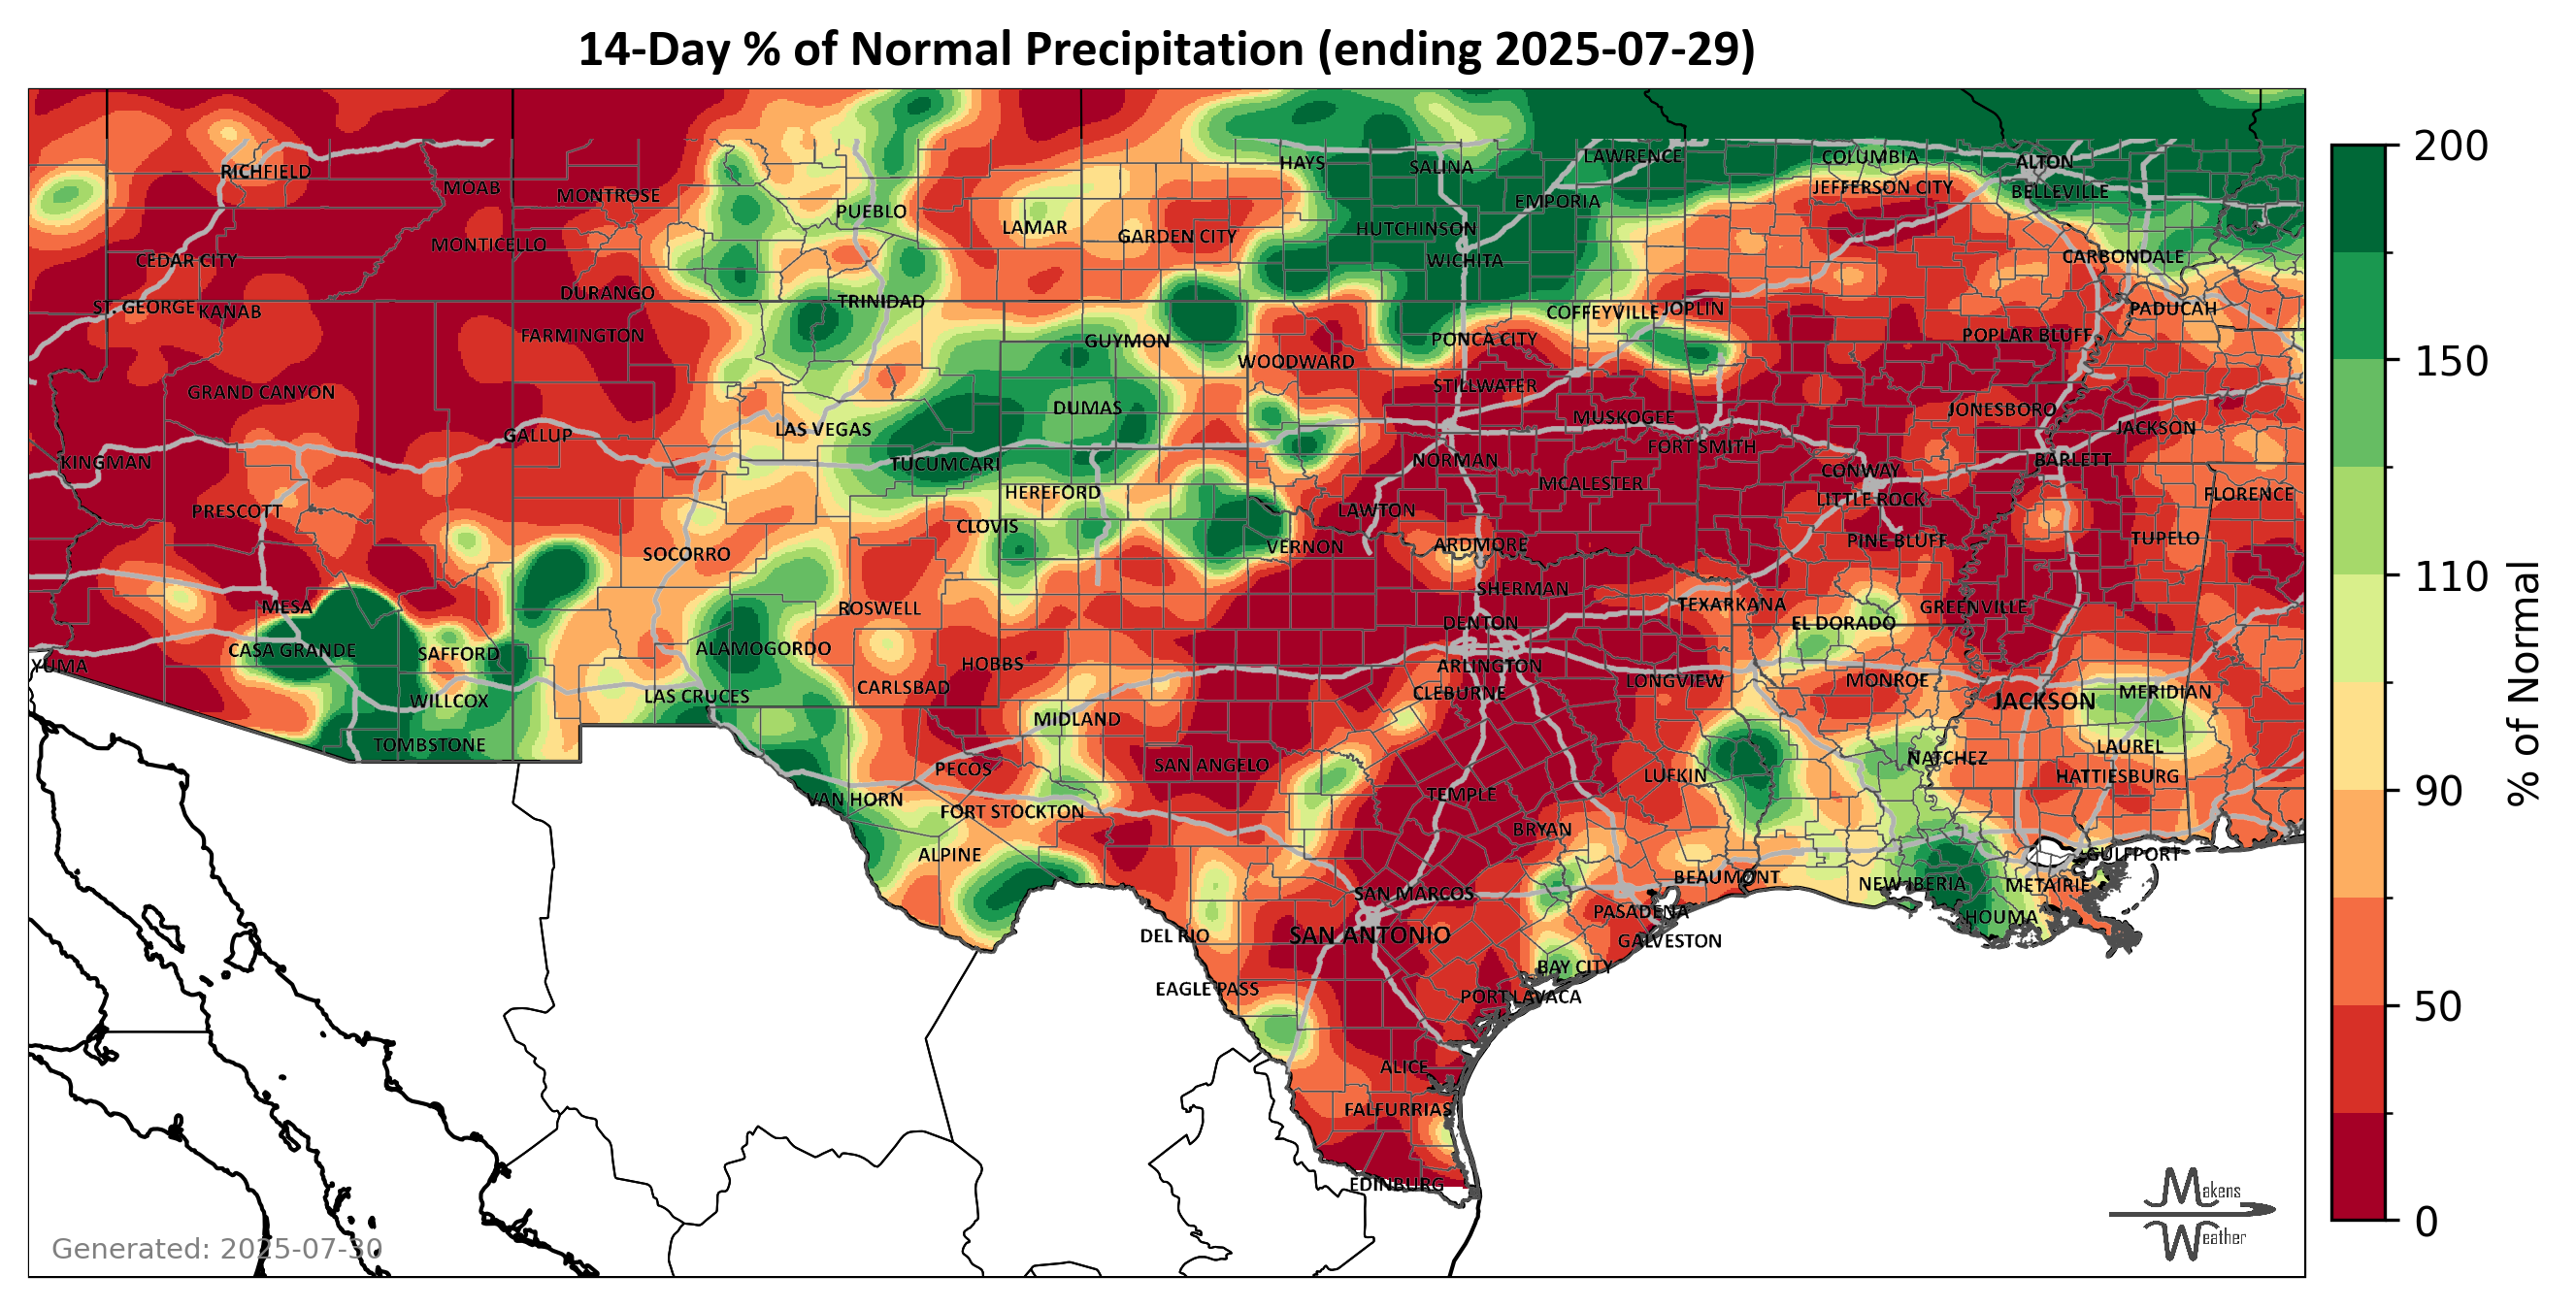 14-Day % of Normal Precipitation (ending 2025-07-29)
HAYS
SALINA
LAWRENCE
COLUMBIA
ALTON
RICHFIELD
MOAB
MONTROSE
PUEBLO
EMPORIA
JEFFERSON CITY
BELLEVILLE
LAMAR
GARDEN CITY
HUTCHINSON
MONTICELLO
CEDAR CITY
WICHITA
CARBONDALE
ST. GEORGE
KANAB
DURANGO
TRINIDAD
COFFEYVILLE
JOPLIN
PADUCAH
FARMINGTON
GUYMON
WOODWARD
PONCA CITY
POPLAR BLUFF
GRAND CANYON
STILLWATER
DUMAS
MUSKOGEE
JONESBORO
GALLUP
LAS VEGAS
FORT SMITH
JACKSON
KINGMAN
TUCUMCARI
NORMAN
CONWAY
BARLETT
HEREFORD
MCALESTER
LITTLE ROCK
FLORENCE
PRESCOTT
CLOVIS
LAWTON
SOCORRO
VERNON
ARDMORE
PINE BLUFF
TUPELO
MESA
ROSWELL
SHERMAN
TEXARKANA
GREENVILLE
CASA GRANDE
SAFFORD
ALAMOGORDO
DENTON
EL DORADO
YUMA
HOBBS
ARLINGTON
WILLCOX
LAS CRUCES
CARLSBAD
CLEBURNE
LONGVIEW
MONROE
JACKSON
MERIDIAN
MIDLAND
TOMBSTONE
PECOS
SAN ANGELO
LUFKIN
NATCHEZ
LAUREL
HATTIESBURG
VAN HORN
FORT STOCKTON
TEMPLE
BRYAN
ALPINE
GULFPORT
SAN MARCOS
BEAUMONT
NEW IBERIA
METAIRIE
PASADENA
HOUMA
DEL RIO
SAN ANTONIO
GALVESTON
BAY CITY
EAGLE PASS
PORT LAVACA
ALICE
FALFURRIAS
EDINBURG
200
150
110
90
50
0
% of Normal
Generated: 2025-07-30
Makens
Weather